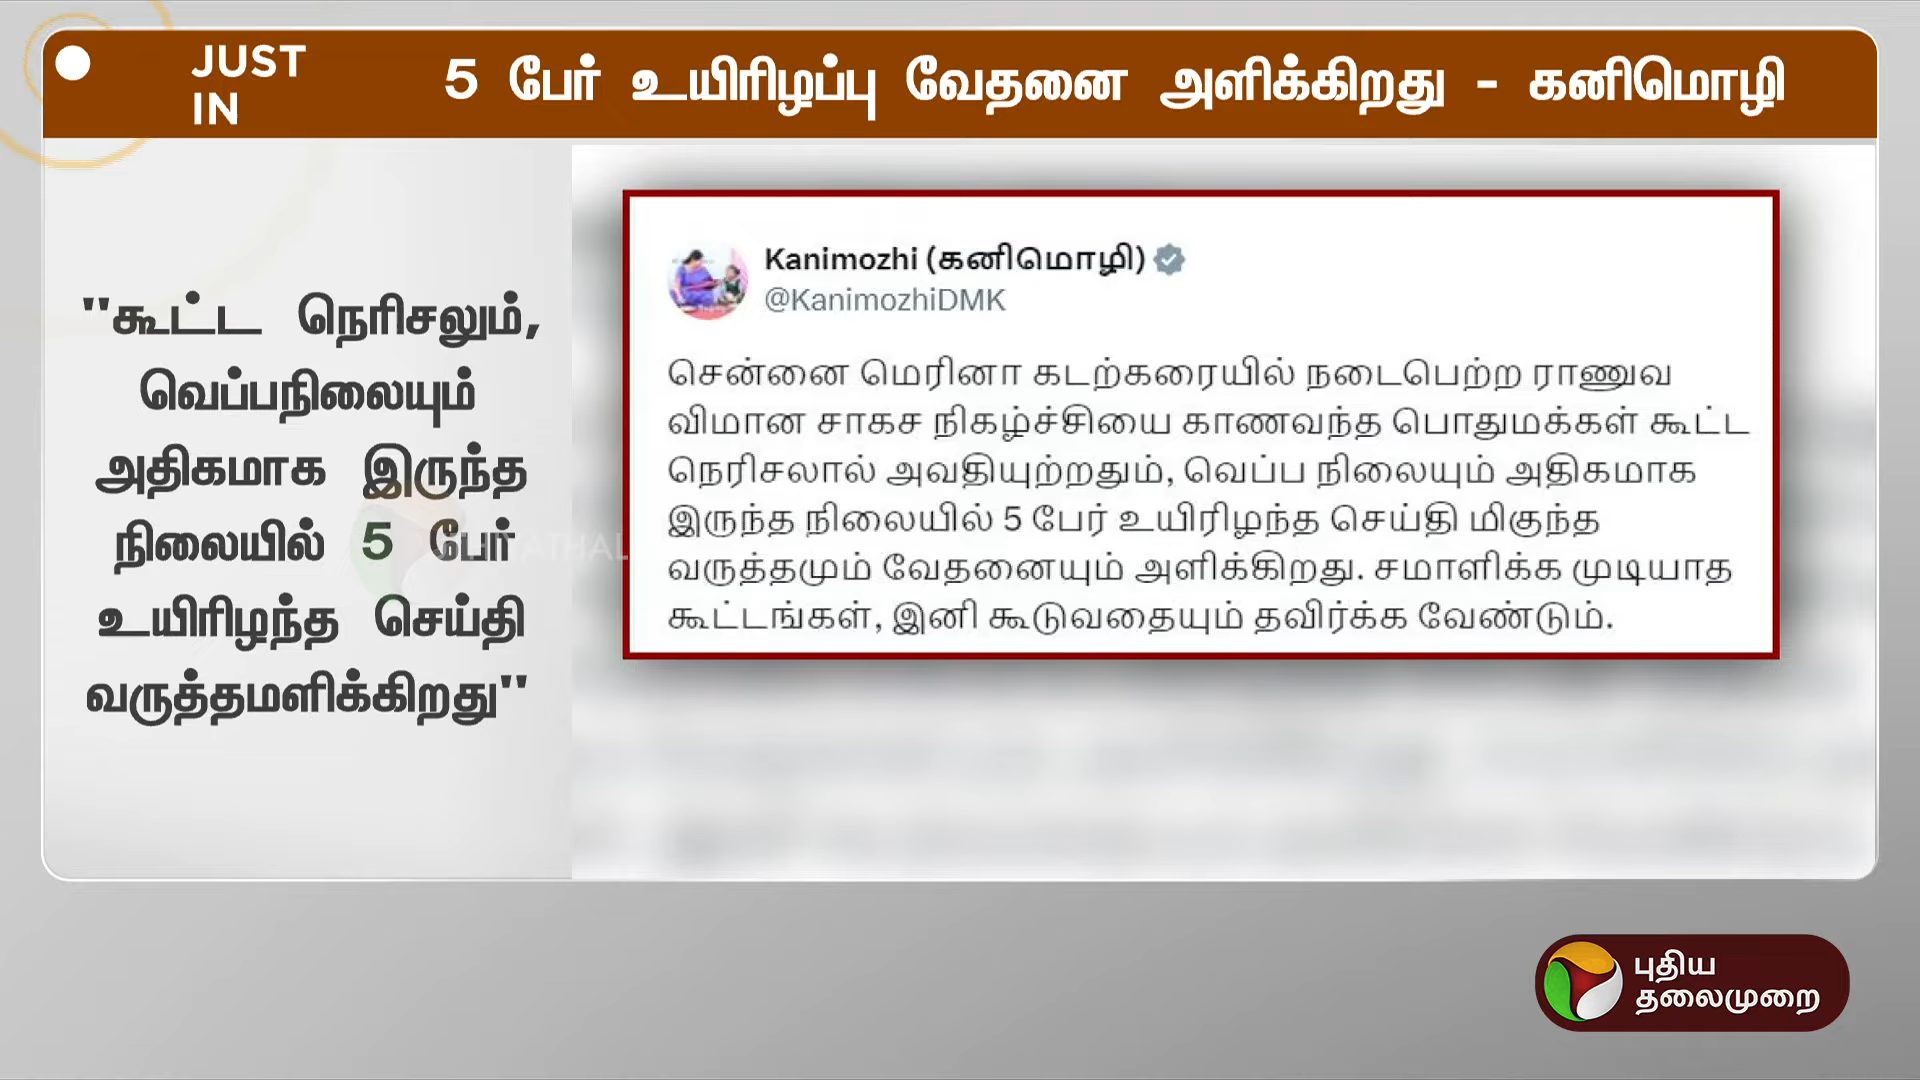 JUST
IN
5 பேர் உயிரிழப்பு வேதனை அளிக்கிறது - கனிமொழி
"கூட்ட நெரிசலும்,
வெப்பநிலையும்
அதிகமாக இருந்த
நிலையில் 5 பேர்
உயிரிழந்த செய்தி
வருத்தமளிக்கிறது"
Kanimozhi (கனிமொழி)
@KanimozhiDMK
சென்னை மெரினா கடற்கரையில் நடைபெற்ற ராணுவ
விமான சாகச நிகழ்ச்சியை காணவந்த பொதுமக்கள் கூட்ட
நெரிசலால் அவதியுற்றதும், வெப்ப நிலையும் அதிகமாக
இருந்த நிலையில் 5 பேர் உயிரிழந்த செய்தி மிகுந்த
வருத்தமும் வேதனையும் அளிக்கிறது. சமாளிக்க முடியாத
கூட்டங்கள், இனி கூடுவதையும் தவிர்க்க வேண்டும்.
புதிய
தலைமுறை